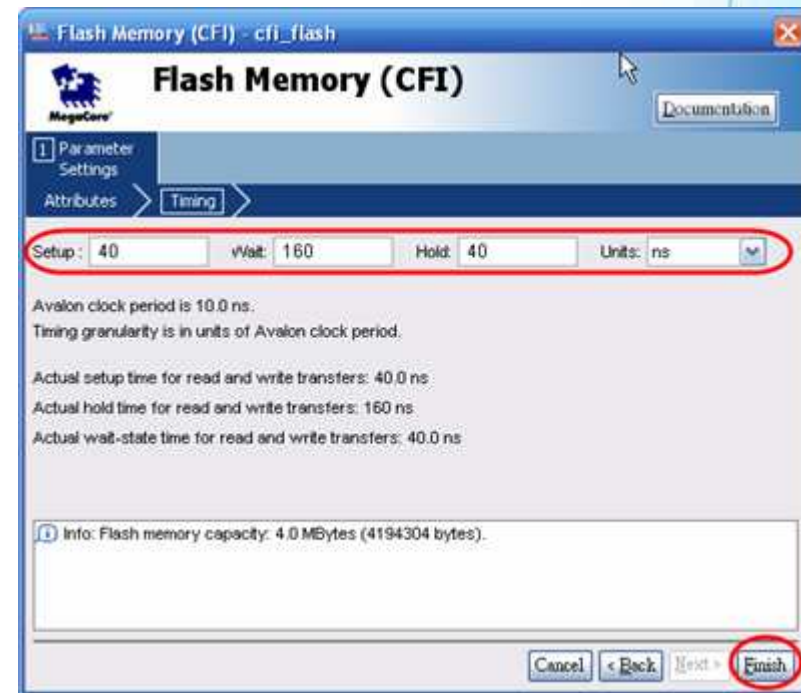 Flash Memory (CFI) - cfi_flash
Flash Memory (CFI)
MegaCore'
Documentation
1 Parameter
Settings
Attributes
Timing
Setup : 40 Wait: 160 Hold: 40 Units: ns
Avalon clock period is 10.0 ns.
Timing granularity is in units of Avalon clock period.
Actual setup time for read and write transfers: 40.0 ns
Actual hold time for read and write transfers: 160 ns
Actual wait-state time for read and write transfers: 40.0 ns
Info: Flash memory capacity: 4.0 MBytes (4194304 bytes).
Cancel < Back Next > Finish